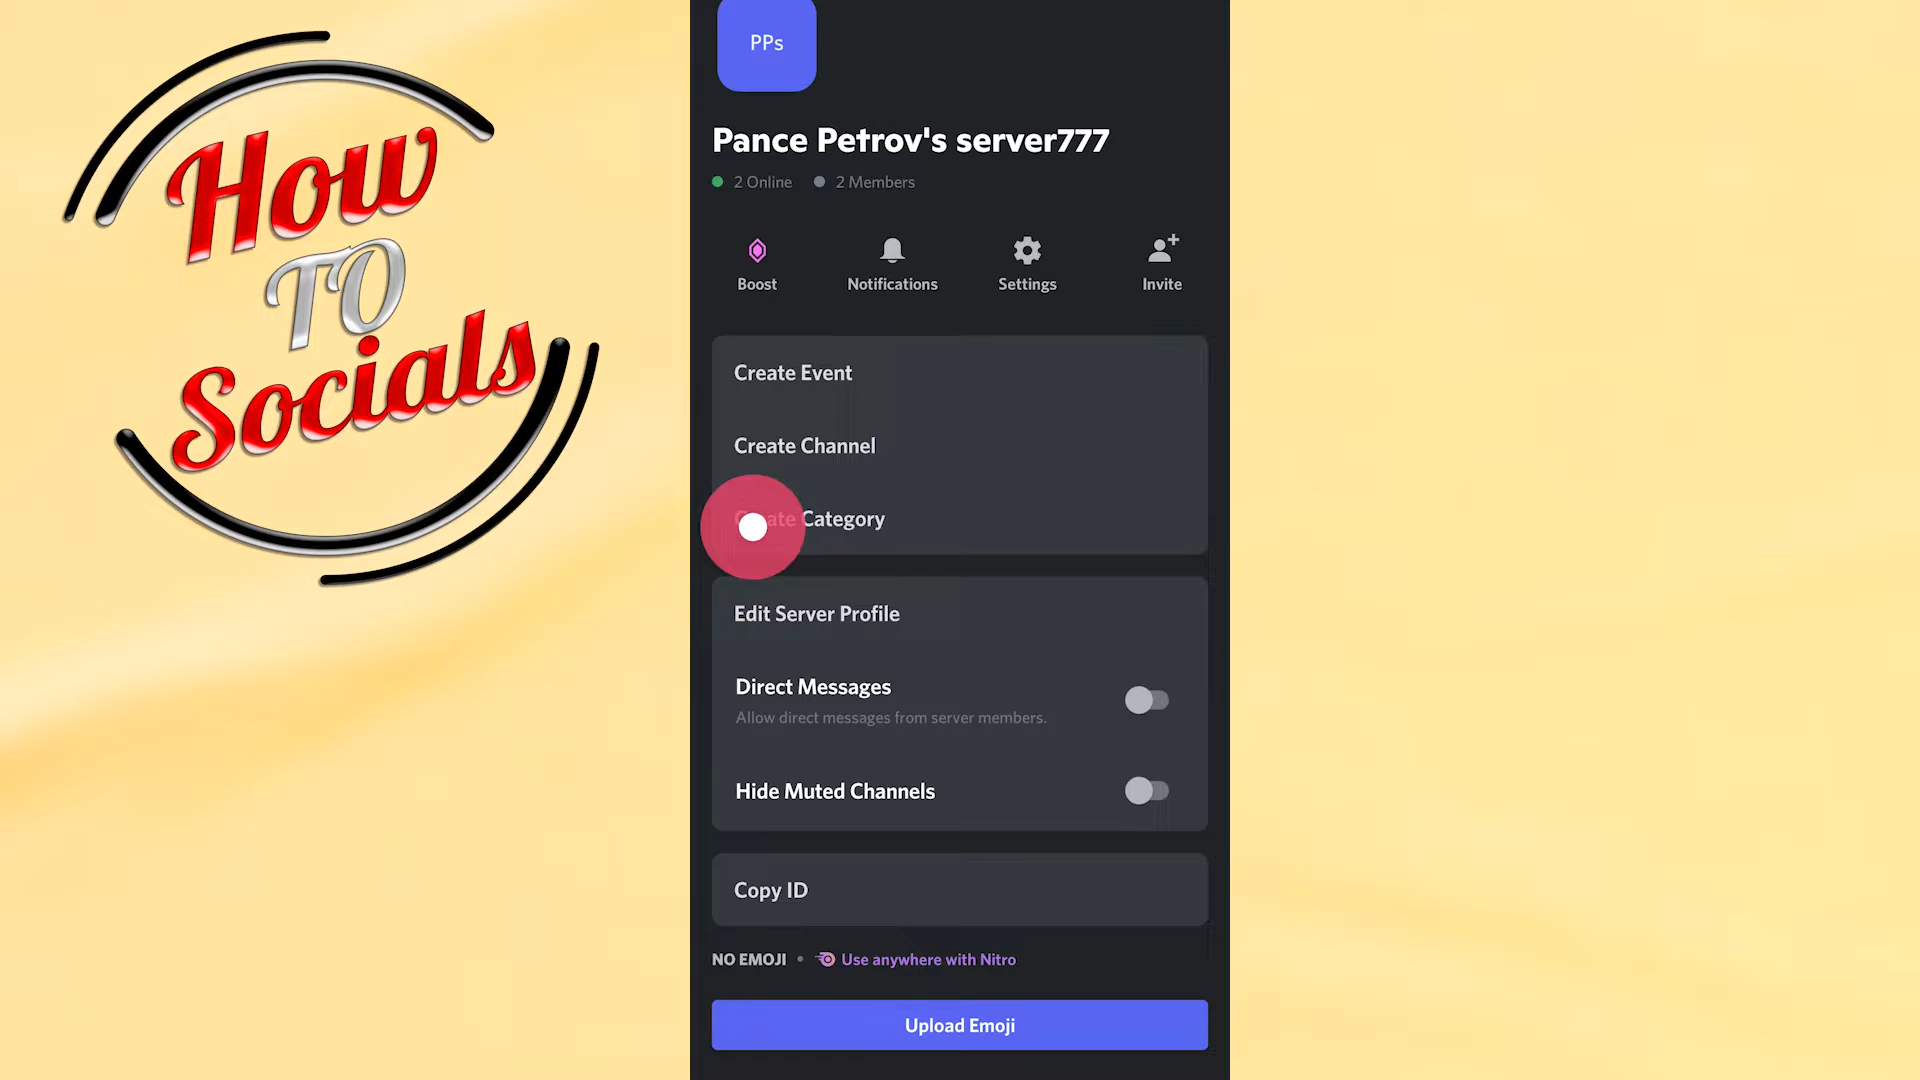 How
TO
Socials
PPs
Pance Petrov's server777
2 Online
2 Members
Boost
Notifications
Settings
Invite
Create Event
Create Channel
Create Category
Edit Server Profile
Direct Messages
Allow direct messages from server members.
Hide Muted Channels
Copy ID
NO EMOJI • Use anywhere with Nitro
Upload Emoji